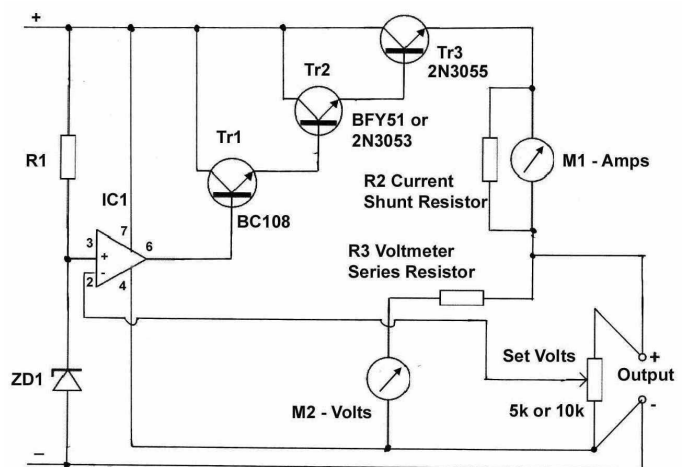 +
Tr3
2N3055
Tr2
BFY51 or
2N3053
Tr1
R1
M1 - Amps
R2 Current
Shunt Resistor
IC1
BC108
7
3
6
+
-
2
4
R3 Voltmeter
Series Resistor
Set Volts
+
Output
-
ZD1
M2 - Volts
5k or 10k
−